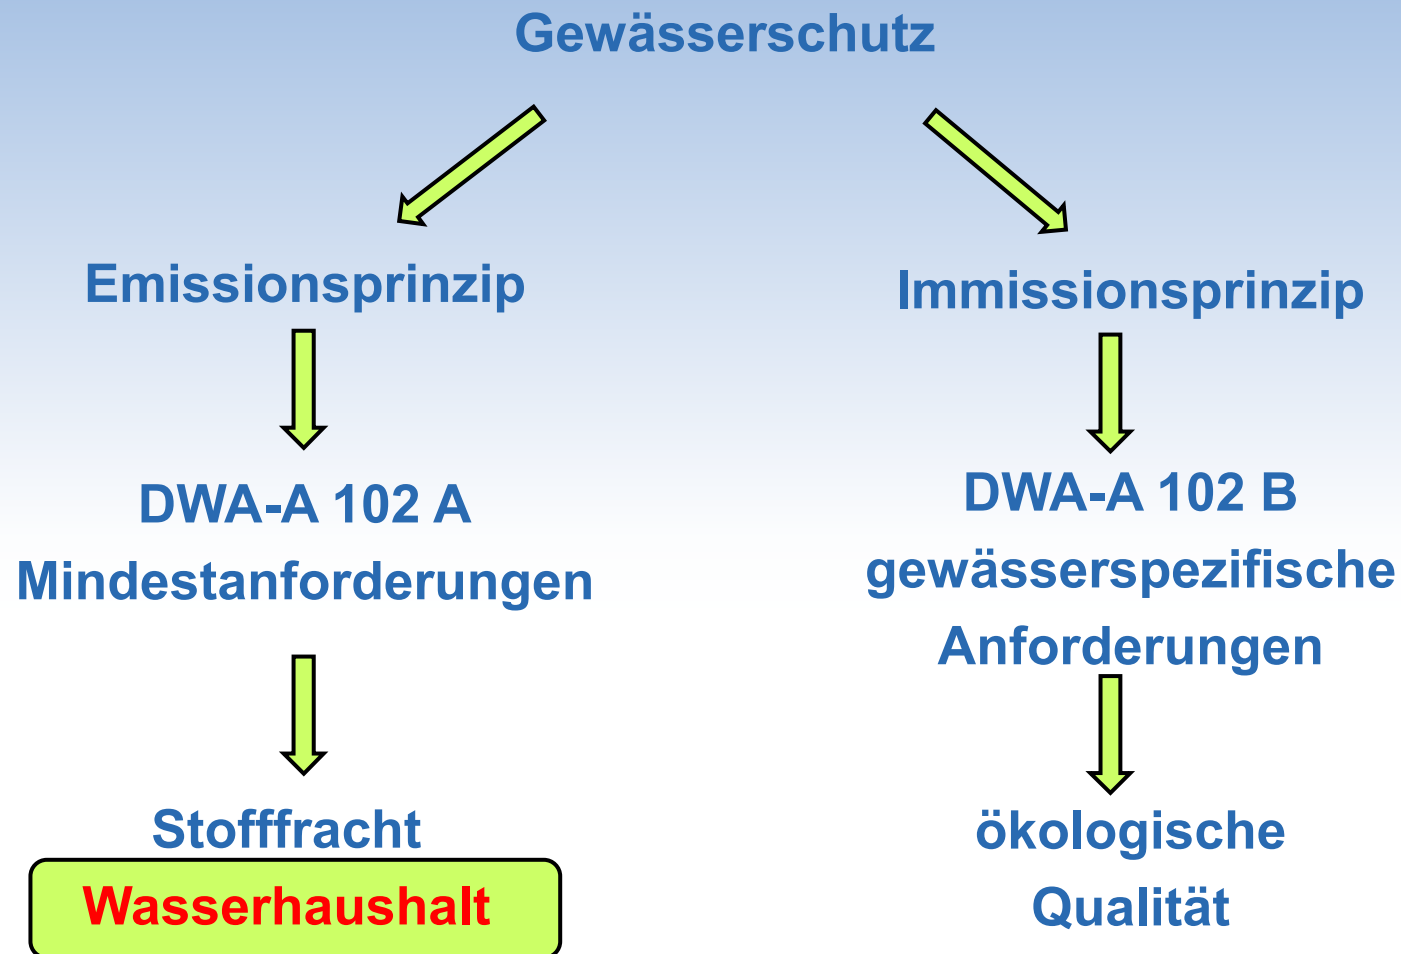 Gewässerschutz
Emissionsprinzip
Immissionsprinzip
DWA-A 102 A
Mindestanforderungen
DWA-A 102 B
gewässerspezifische
Anforderungen
Stofffracht
Wasserhaushalt
ökologische
Qualität